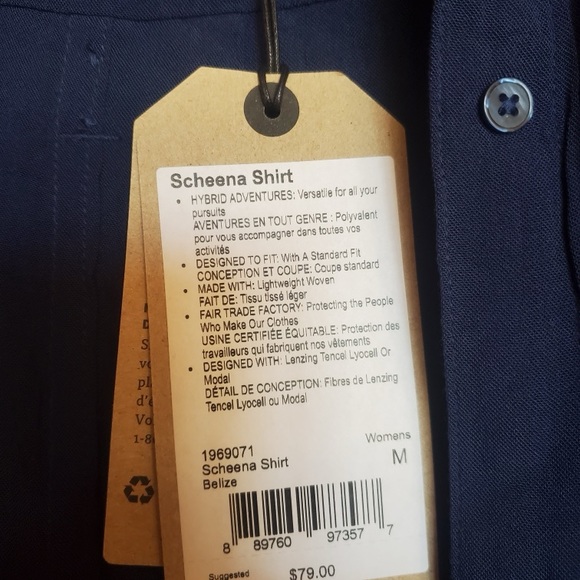 Scheena Shirt
• HYBRID ADVENTURES: Versatile for all your
pursuits
AVENTURES EN TOUT GENRE : Polyvalent
pour vous accompagner dans toutes vos
activités
• DESIGNED TO FIT: With A Standard Fit
CONCEPTION ET COUPE: Coupe standard
• MADE WITH: Lightweight Woven
FAIT DE: Tissu tissé léger
• FAIR TRADE FACTORY: Protecting the People
Who Make Our Clothes
USINE CERTIFIÉE ÉQUITABLE: Protection des
travailleurs qui fabriquent nos vêtements
• DESIGNED WITH: Lenzing Tencel Lyocell Or
Modal
DÉTAIL DE CONCEPTION: Fibres de Lenzing
Tencel Lyocell ou Modal
1969071 Womens
Scheena Shirt M
Belize
8 89760 97357 7
Suggested $79.00